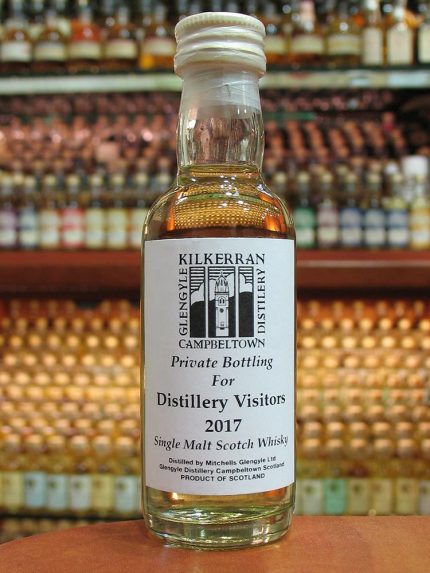 KILKERRAN
GLENGYLE
DISTILLERY
CAMPBELTOWN
Private Bottling
For
Distillery Visitors
2017
Single Malt Scotch Whisky
Distilled by Mitchells Glengyle Ltd
Glengyle Distillery Campbeltown Scotland
PRODUCT OF SCOTLAND